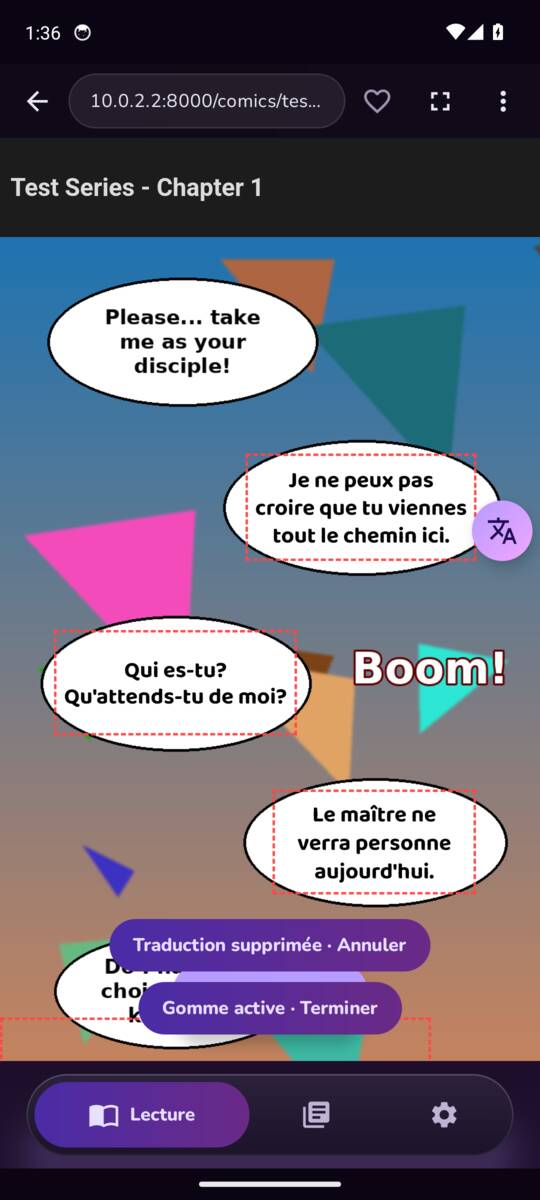 1:36
10.0.2.2:8000/comics/tes...
Test Series - Chapter 1
Please... take
me as your
disciple!
Je ne peux pas
croire que tu viennes
tout le chemin ici.
Qui es-tu?
Qu'attends-tu de moi?
Boom!
Le maître ne
verra personne
aujourd'hui.
Traduction supprimée · Annuler
Gomme active · Terminer
Lecture